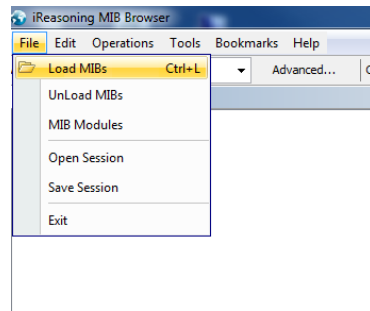 iReasoning MIB Browser
File Edit Operations Tools Bookmarks Help
Load MIBs Ctrl+L
Advanced...
UnLoad MIBs
MIB Modules
Open Session
Save Session
Exit